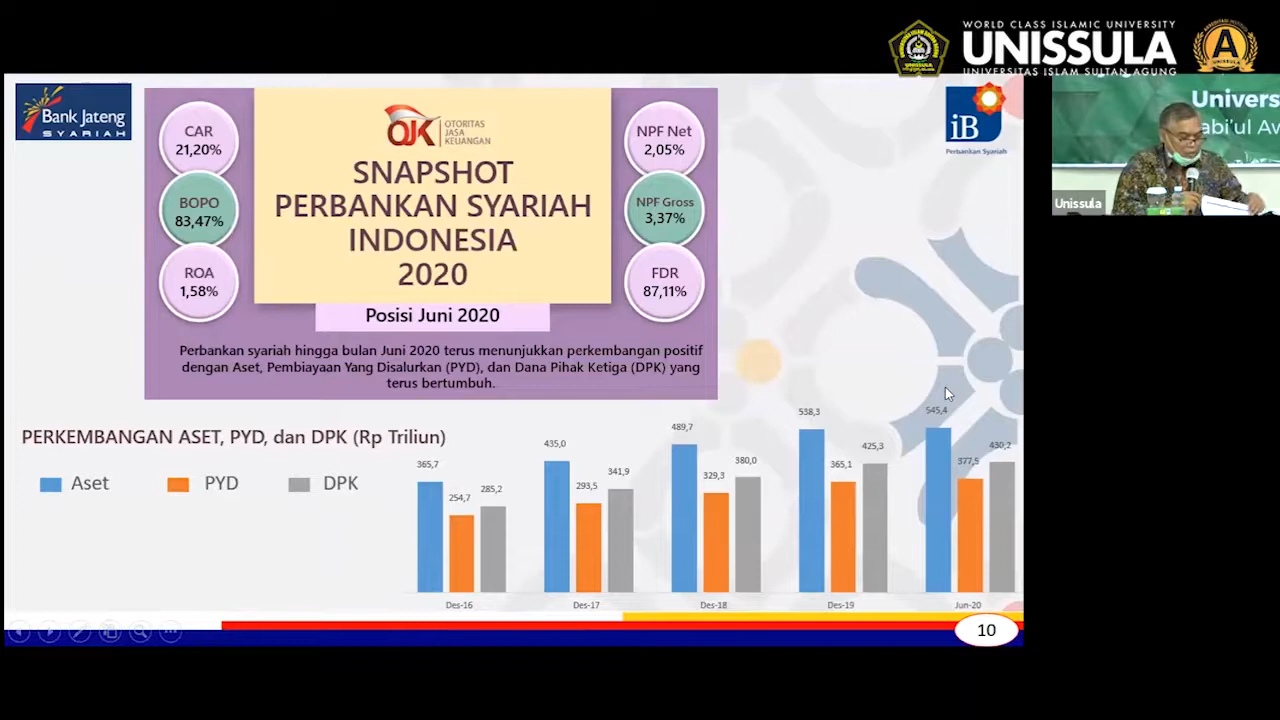 WORLD CLASS ISLAMIC UNIVERSITY
UNISSULA
UNIVERSITAS ISLAM SULTAN AGUNG
A
UNISSULA
Bank Jateng
SYARIAH
CAR
21,20%
BOPO
83,47%
ROA
1,58%
OJK
OTORITAS
JASA
KEUANGAN
SNAPSHOT
PERBANKAN SYARIAH
INDONESIA
2020
Posisi Juni 2020
NPF Net
2,05%
NPF Gross
3,37%
FDR
87,11%
iB
Perbankan Syariah
Univers
abi'ul Aw
Unissula
Perbankan syariah hingga bulan Juni 2020 terus menunjukkan perkembangan positif
dengan Aset, Pembiayaan Yang Disalurkan (PYD), dan Dana Pihak Ketiga (DPK) yang
terus bertumbuh.
PERKEMBANGAN ASET, PYD, dan DPK (Rp Triliun)
Aset PYD DPK
365,7 254,7 285,2
435,0 293,5 341,9
489,7 329,3 380,0
538,3 365,1 425,3
545,4 377,5 430,2
Des-16 Des-17 Des-18 Des-19 Jun-20
10